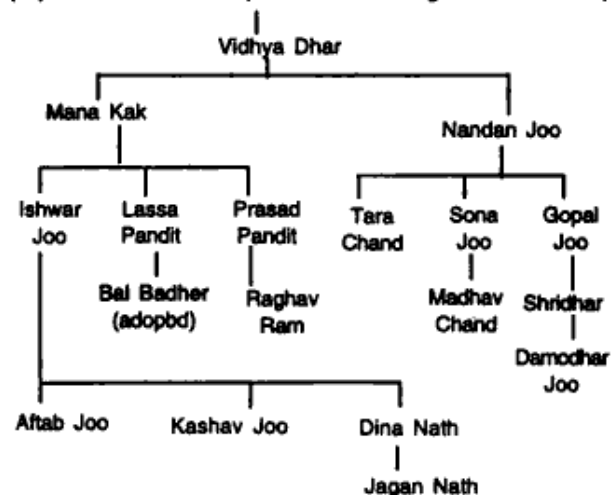 Vidhya Dhar
Mana Kak
Nandan Joo
Ishwar Joo
Lassa Pandit
Prasad Pandit
Tara Chand
Sona Joo
Gopal Joo
Bal Badher (adopbd)
Raghav Ram
Madhav Chand
Shridhar
Damodhar Joo
Aftab Joo
Kashav Joo
Dina Nath
Jagan Nath